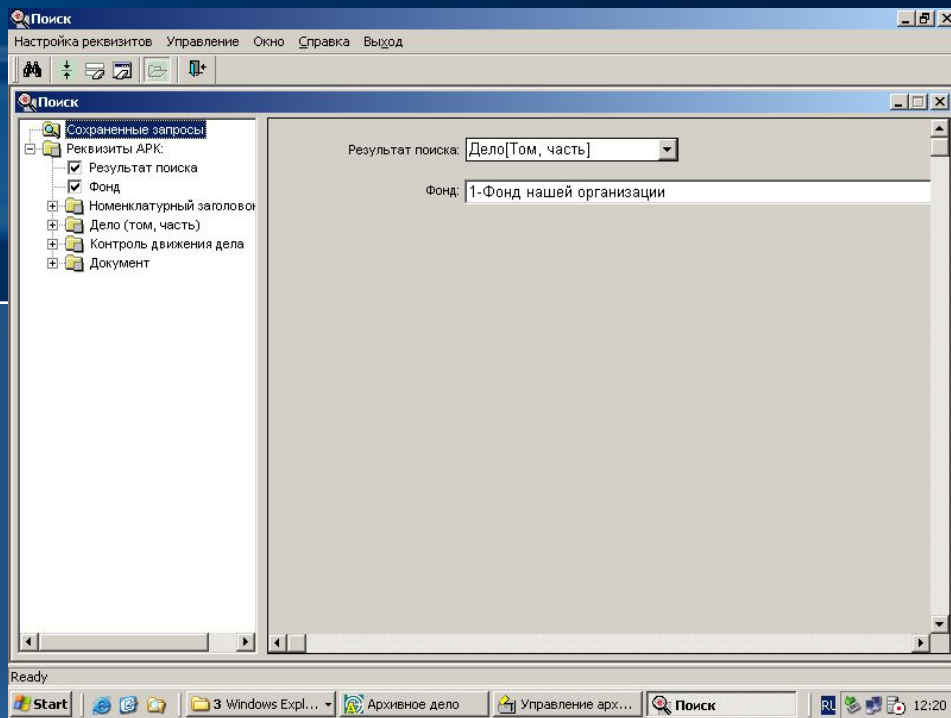 Поиск
Настройка реквизитов Управление Окно Справка Выход
Поиск
Сохраненные запросы
Реквизиты АРК:
Результат поиска
Фонд
Номенклатурный заголовок
Дело (том, часть)
Контроль движения дела
Документ
Результат поиска: Дело[Том, часть]
Фонд: 1-Фонд нашей организации
Ready
Start 3 Windows Expl... Архивное дело Управление арх... Поиск RU 12:20